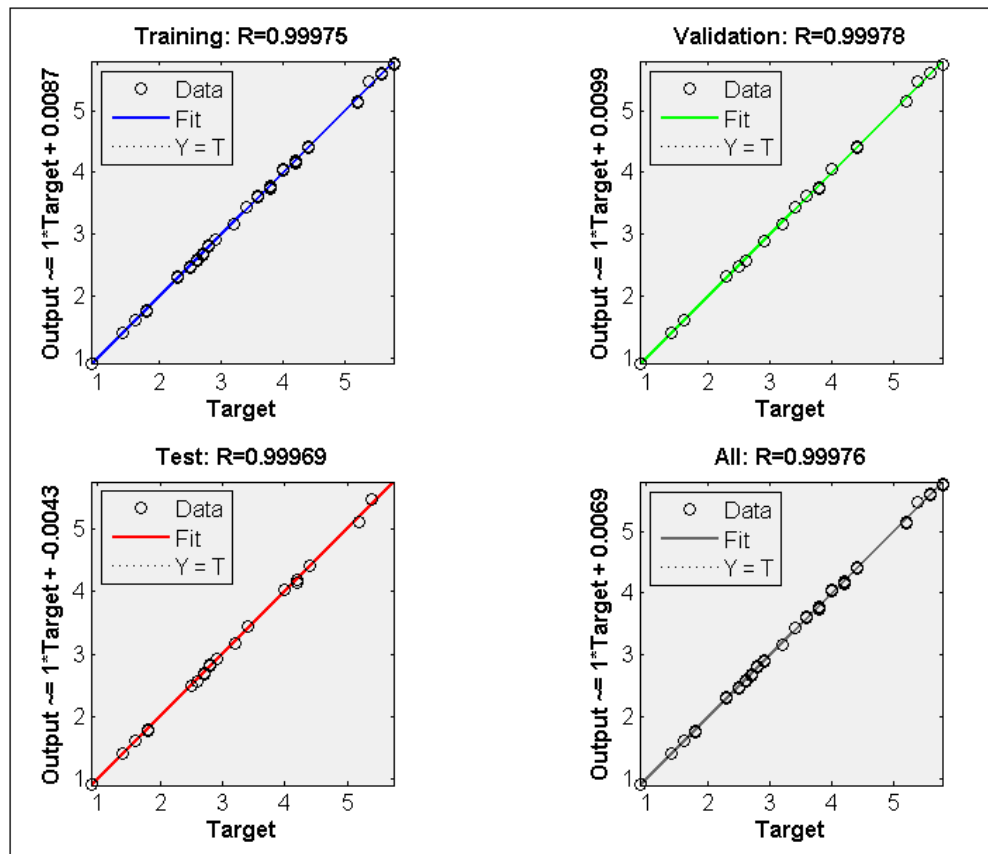 Training: R=0.99975
Output ~= 1*Target + 0.0087
Data
Fit
Y = T
5
4
3
2
1
1 2 3 4 5
Target
Validation: R=0.99978
Output ~= 1*Target + 0.0099
Data
Fit
Y = T
5
4
3
2
1
1 2 3 4 5
Target
Test: R=0.99969
Output ~= 1*Target + -0.0043
Data
Fit
Y = T
5
4
3
2
1
1 2 3 4 5
Target
All: R=0.99976
Output ~= 1*Target + 0.0069
Data
Fit
Y = T
5
4
3
2
1
1 2 3 4 5
Target